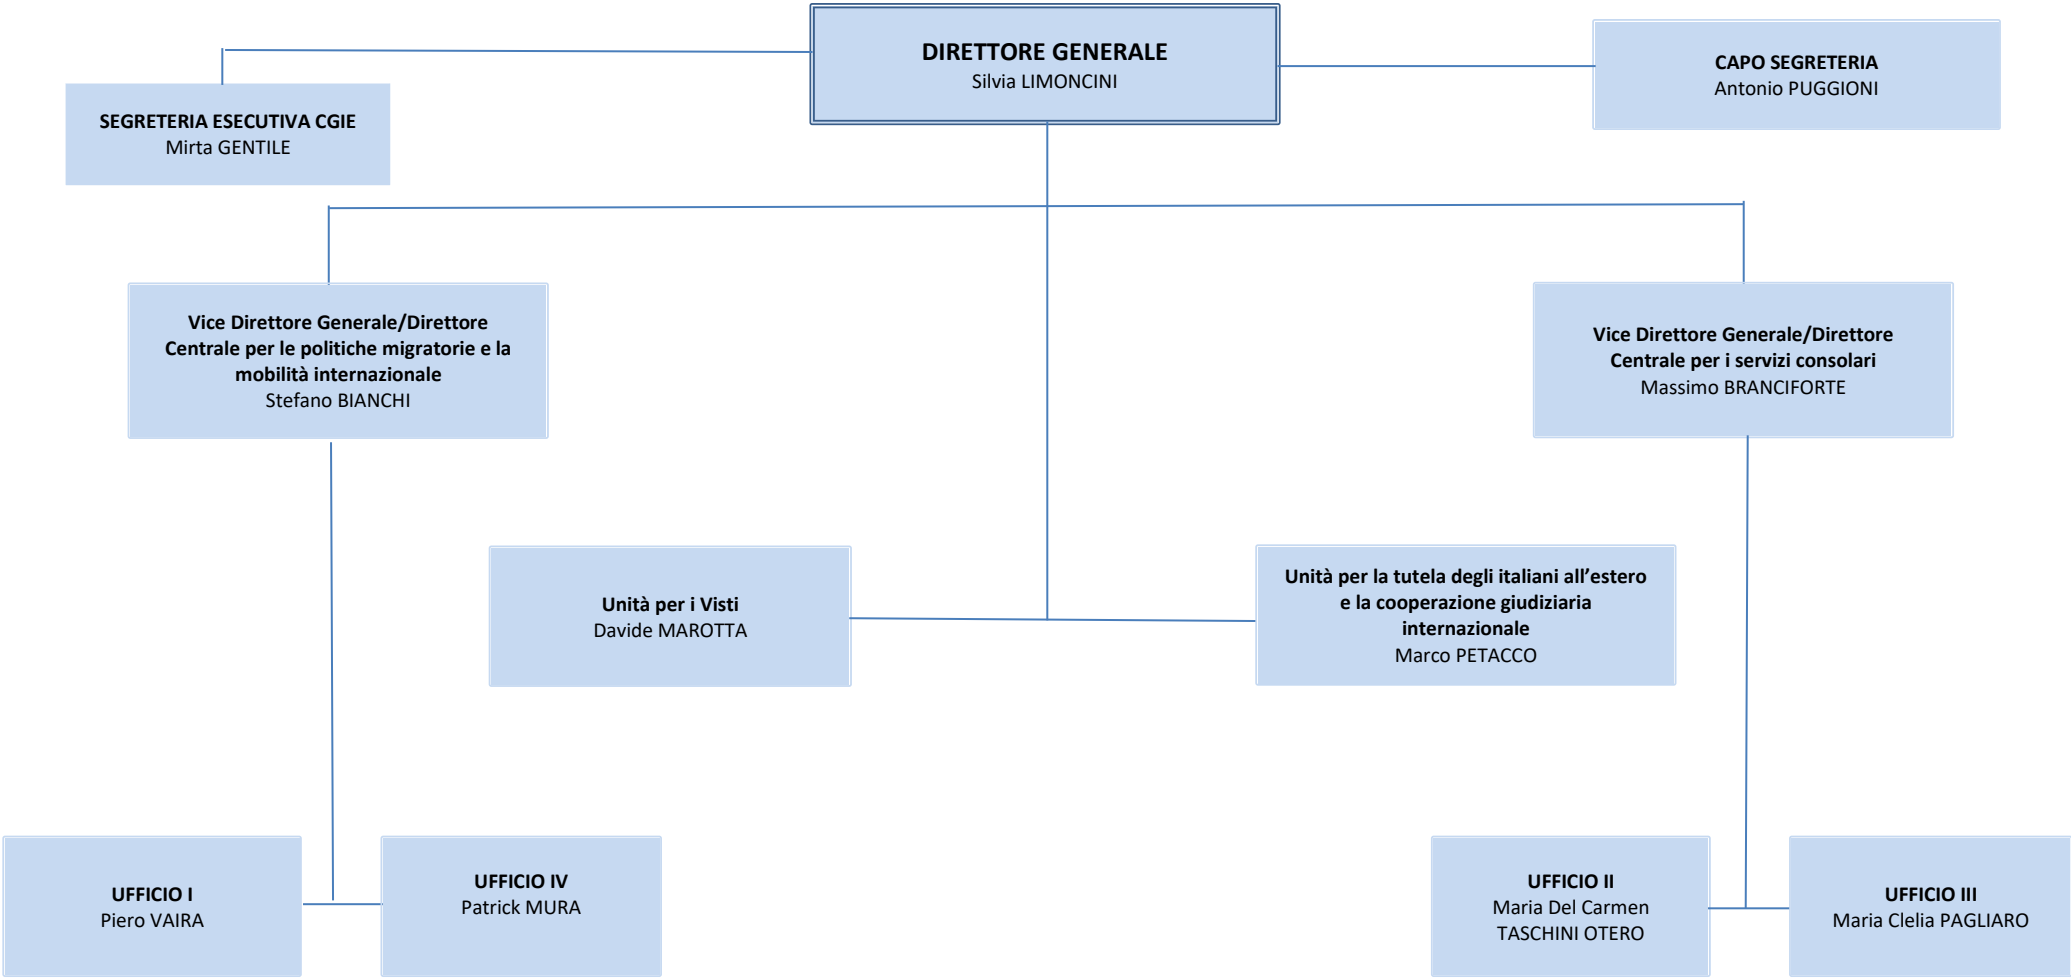 DIRETTORE GENERALE
Silvia LIMONCINI
CAPO SEGRETERIA
Antonio PUGGIONI
SEGRETERIA ESECUTIVA CGIE
Mirta GENTILE
Vice Direttore Generale/Direttore
Centrale per le politiche migratorie e la
mobilità internazionale
Stefano BIANCHI
Vice Direttore Generale/Direttore
Centrale per i servizi consolari
Massimo BRANCIFORTE
Unità per i Visti
Davide MAROTTA
Unità per la tutela degli italiani all’estero
e la cooperazione giudiziaria
internazionale
Marco PETACCO
UFFICIO I
Piero VAIRA
UFFICIO IV
Patrick MURA
UFFICIO II
Maria Del Carmen
TASCHINI OTERO
UFFICIO III
Maria Clelia PAGLIARO